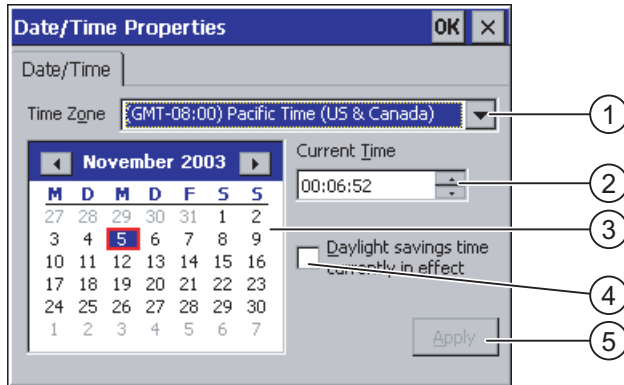 Date/Time Properties OK ×
Date/Time
Time Zone (GMT-08:00) Pacific Time (US & Canada)
1
November 2003
Current Time
00:06:52
2
M D M D F S S
27 28 29 30 31 1 2
3 4 5 6 7 8 9
3
10 11 12 13 14 15 16
17 18 19 20 21 22 23
24 25 26 27 28 29 30
1 2 3 4 5 6 7
Daylight savings time
currently in effect
4
Apply
5